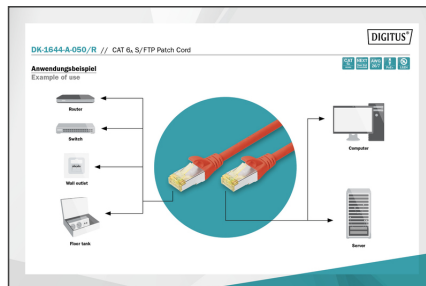 DIGITUS®
DK-1644-A-050/R // CAT 6A S/FTP Patch Cord
Anwendungsbeispiel
Example of use
Router
Switch
Wall outlet
Floor tank
Computer
Server